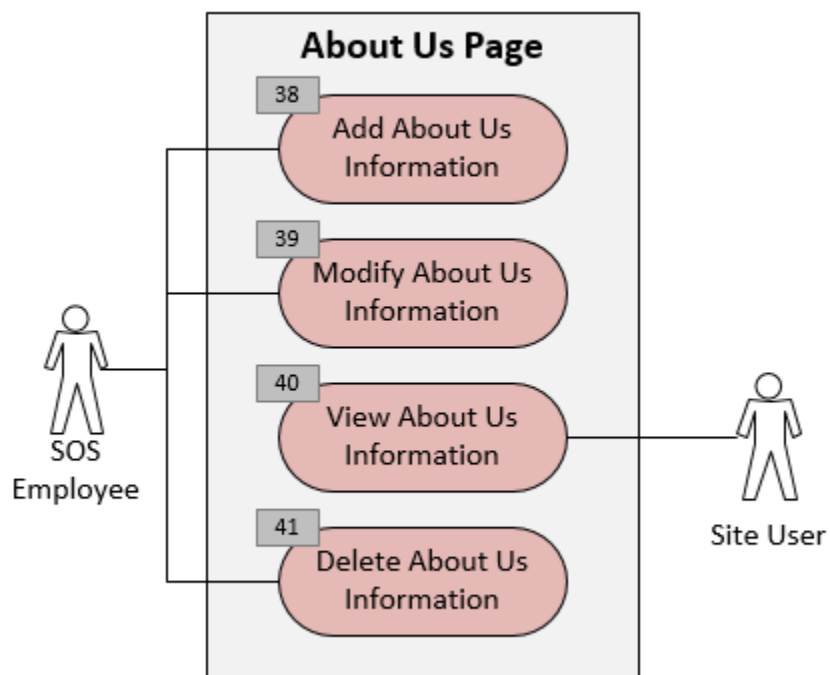 About Us Page
38
Add About Us
Information
39
Modify About Us
Information
40
View About Us
Information
41
Delete About Us
Information
SOS
Employee
Site User